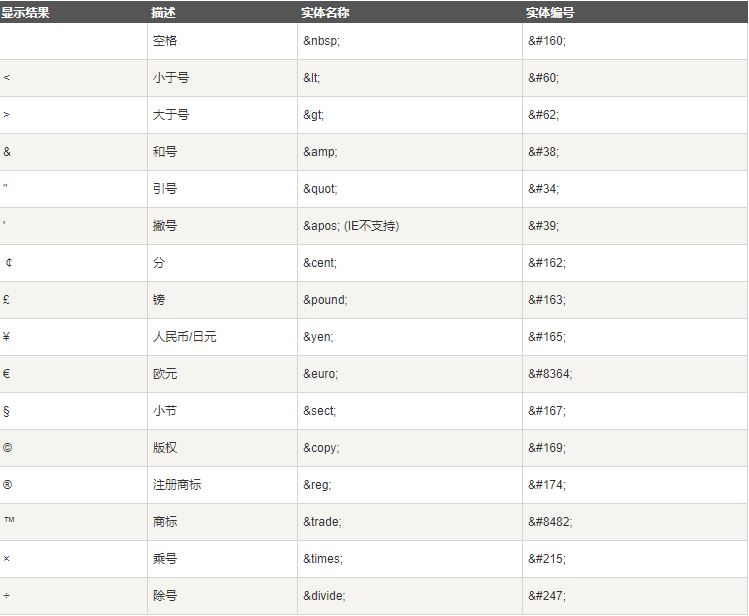 显示结果 描述 实体名称 实体编号
空格 &nbsp; &#160;
< 小于号 &lt; &#60;
> 大于号 &gt; &#62;
& 和号 &amp; &#38;
" 引号 &quot; &#34;
' 撇号 &apos; (IE不支持) &#39;
¢ 分 &cent; &#162;
£ 镑 &pound; &#163;
¥ 人民币/日元 &yen; &#165;
€ 欧元 &euro; &#8364;
§ 小节 &sect; &#167;
© 版权 &copy; &#169;
® 注册商标 &reg; &#174;
™ 商标 &trade; &#8482;
× 乘号 &times; &#215;
÷ 除号 &divide; &#247;